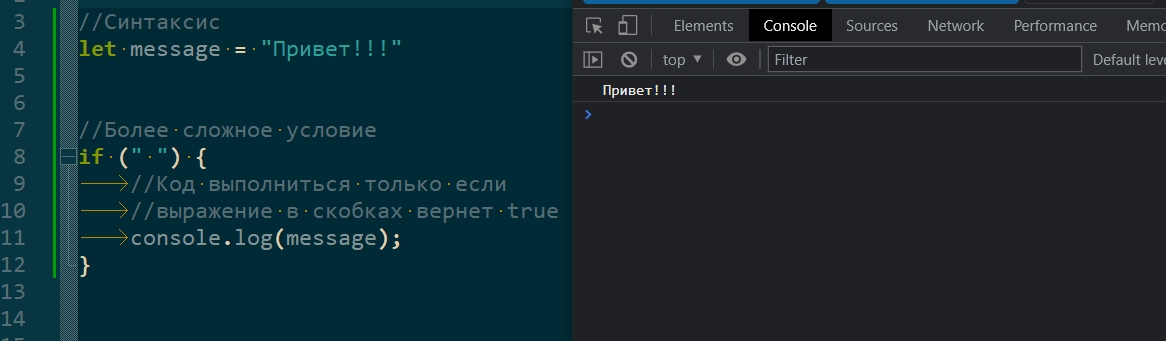 3 //Синтаксис
4 let message = "Привет!!!"
5
6
7 //Более сложное условие
8 if (" ") {
9 //Код выполниться только если
10 //выражение в скобках вернет true
11 console.log(message);
12 }
13
14
Elements Console Sources Network Performance Memo
top ▼ Filter Default leve
Привет!!!
>